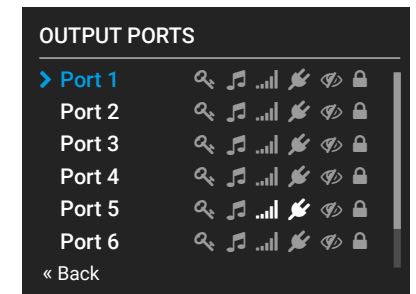 OUTPUT PORTS
Port 1
Port 2
Port 3
Port 4
Port 5
Port 6
« Back